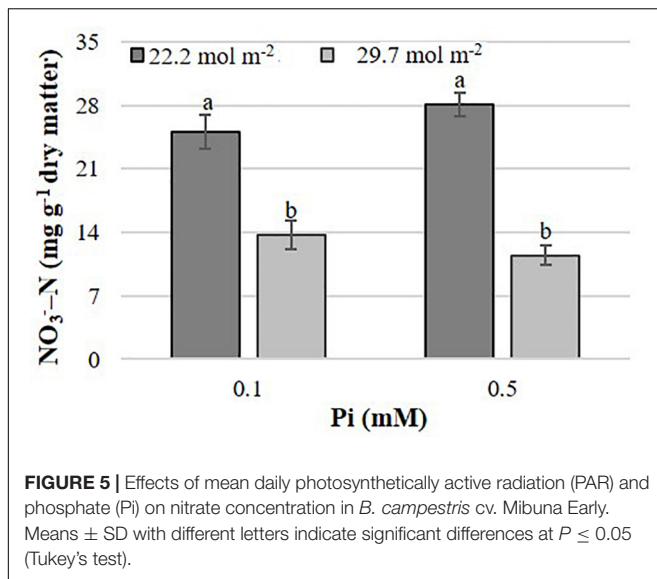 35
22.2 mol m⁻² 29.7 mol m⁻²
a
a
28
21
b
b
14
7
0
NO₃⁻–N (mg g⁻¹ dry matter)
0.1 0.5
Pi (mM)
FIGURE 5 | Effects of mean daily photosynthetically active radiation (PAR) and
phosphate (Pi) on nitrate concentration in B. campestris cv. Mibuna Early.
Means ± SD with different letters indicate significant differences at P ≤ 0.05
(Tukey's test).